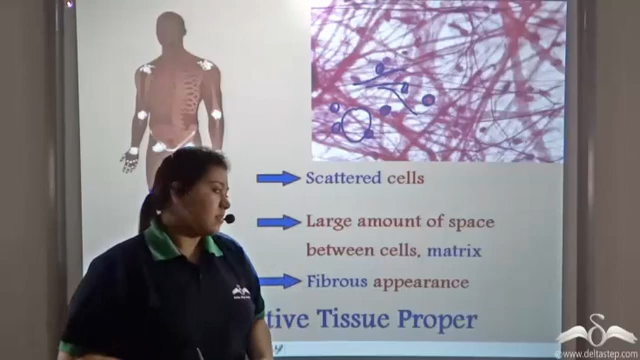 Scattered cells
Large amount of space
between cells, matrix
Fibrous appearance
tive Tissue Proper
©www.deltastep.com